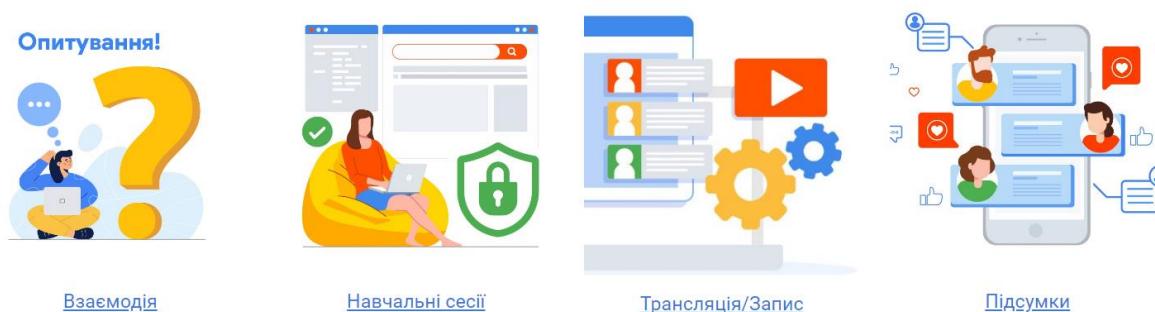 Опитування!
Взаємодія
Навчальні сесії
Трансляція/Запис
Підсумки